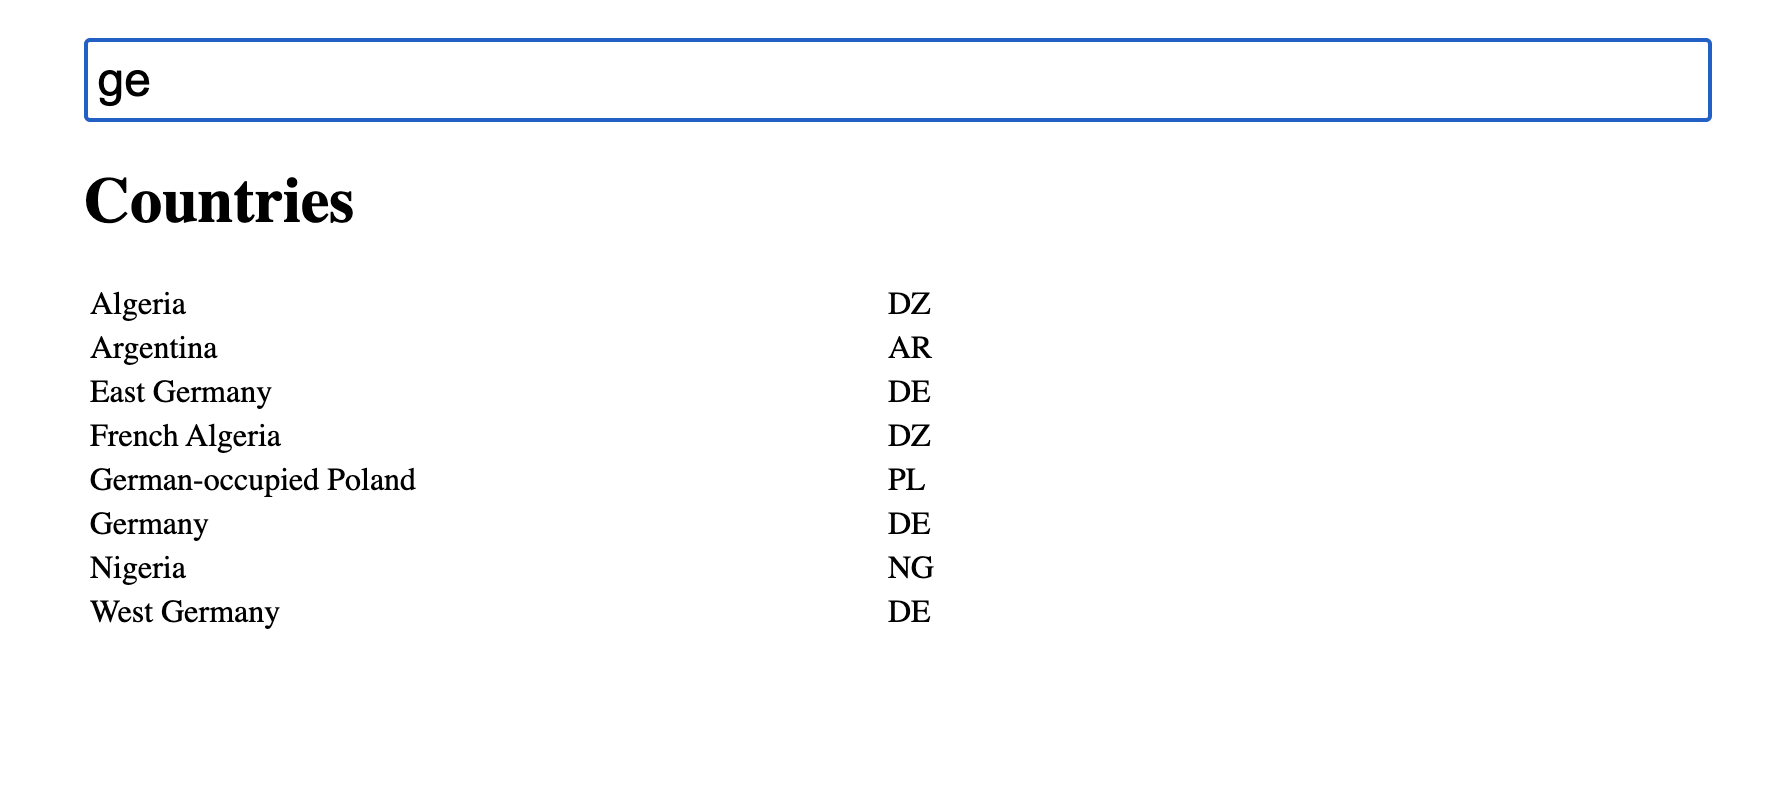 ge
Countries
Algeria DZ
Argentina AR
East Germany DE
French Algeria DZ
German-occupied Poland PL
Germany DE
Nigeria NG
West Germany DE